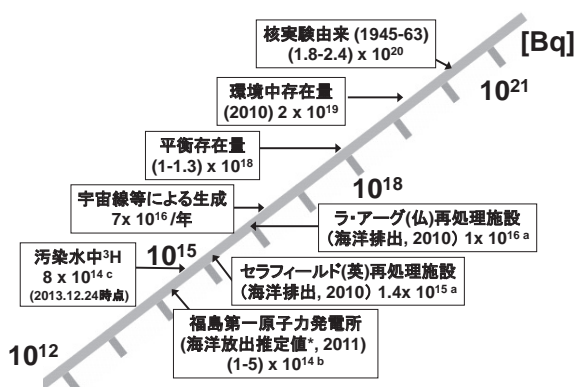 核実験由来 (1945-63)
(1.8-2.4) x 10²⁰
[Bq]
10²¹
環境中存在量
(2010) 2 x 10¹⁹
平衡存在量
(1-1.3) x 10¹⁸
10¹⁸
宇宙線等による生成
7x 10¹⁶/年
ラ・アーグ(仏)再処理施設
(海洋排出, 2010) 1x 10¹⁶ ᵃ
10¹⁵
汚染水中³H
8 x 10¹⁴ ᶜ
(2013.12.24時点)
セラフィールド(英)再処理施設
(海洋排出, 2010) 1.4x 10¹⁵ ᵃ
福島第一原子力発電所
(海洋放出推定値*, 2011)
(1-5) x 10¹⁴ ᵇ
10¹²